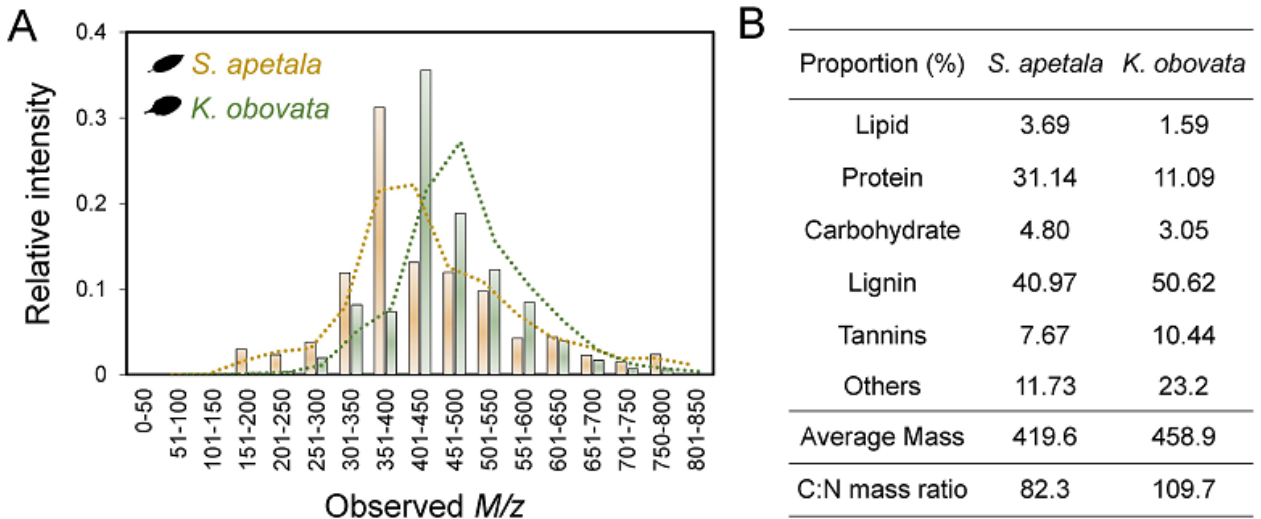 A
S. apetala
K. obovata
Relative intensity
0.4
0.3
0.2
0.1
0
0-50
51-100
101-150
151-200
201-250
251-300
301-350
351-400
401-450
451-500
501-550
551-600
601-650
651-700
701-750
750-800
801-850
Observed M/z
B
Proportion (%) S. apetala K. obovata
Lipid 3.69 1.59
Protein 31.14 11.09
Carbohydrate 4.80 3.05
Lignin 40.97 50.62
Tannins 7.67 10.44
Others 11.73 23.2
Average Mass 419.6 458.9
C:N mass ratio 82.3 109.7